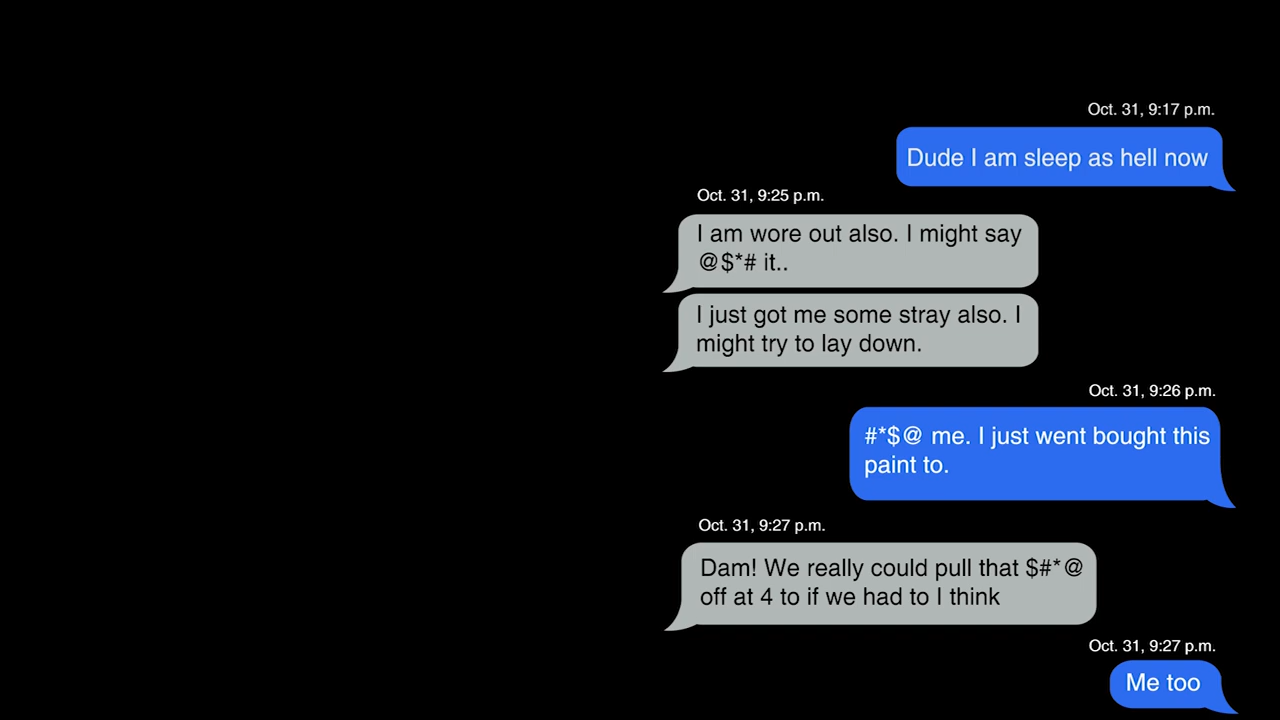 Oct. 31, 9:17 p.m.
Dude I am sleep as hell now
Oct. 31, 9:25 p.m.
I am wore out also. I might say
@$*# it..
I just got me some stray also. I
might try to lay down.
Oct. 31, 9:26 p.m.
#*$@ me. I just went bought this
paint to.
Oct. 31, 9:27 p.m.
Dam! We really could pull that $#*@
off at 4 to if we had to I think
Oct. 31, 9:27 p.m.
Me too